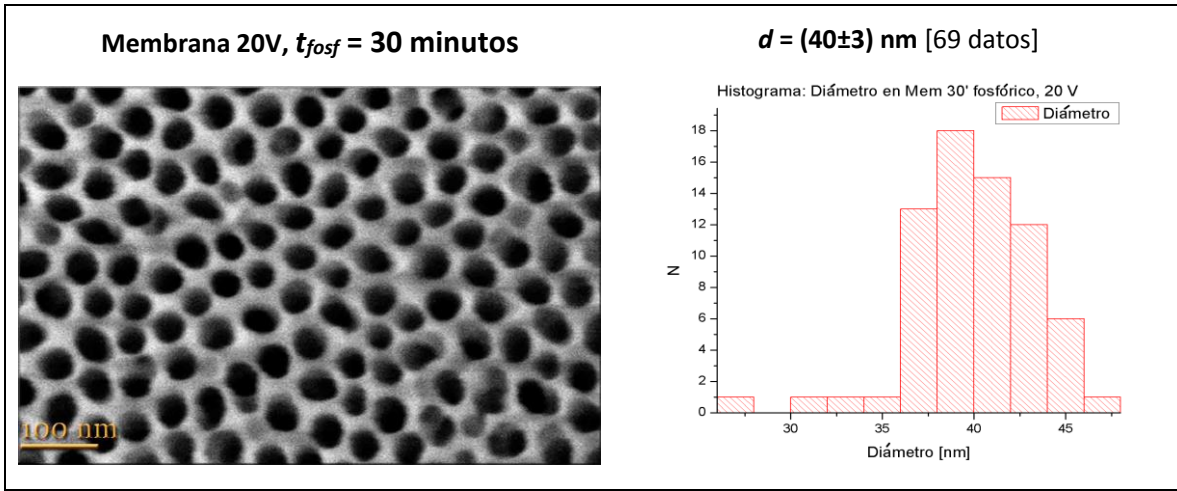 Membrana 20V, tfosf = 30 minutos
d = (40±3) nm [69 datos]
100 nm
Histograma: Diámetro en Mem 30' fosfórico, 20 V
Diámetro
18
16
14
12
10
8
6
4
2
0
N
30 35 40 45
Diámetro [nm]